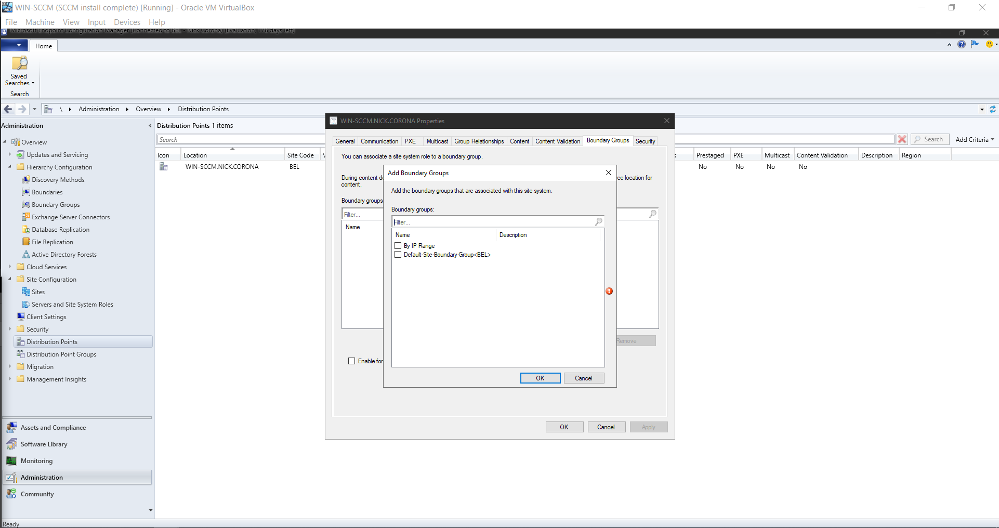 WIN-SCCM (SCCM install complete) [Running] - Oracle VM VirtualBox
File Machine View Input Devices Help
Microsoft Endpoint Configuration Manager (Connected to BEL - Nick Corona) (Evaluation, 178 days left)
Home
Saved
Searches
Search
\ Administration Overview Distribution Points
Administration
Overview
Updates and Servicing
Hierarchy Configuration
Discovery Methods
Boundaries
Boundary Groups
Exchange Server Connectors
Database Replication
File Replication
Active Directory Forests
Cloud Services
Site Configuration
Sites
Servers and Site System Roles
Client Settings
Security
Distribution Points
Distribution Point Groups
Migration
Management Insights
Assets and Compliance
Software Library
Monitoring
Administration
Community
Ready
Distribution Points 1 items
Search
Search Add Criteria
Icon Location Site Code V s Prestaged PXE Multicast Content Validation Description Region
WIN-SCCM.NICK.CORONA BEL No No No No
WIN-SCCM.NICK.CORONA Properties
General Communication PXE Multicast Group Relationships Content Content Validation Boundary Groups Security
You can associate a site system role to a boundary group.
During content de rce location for
content.
Boundary groups
Filter...
Name
Remove
Enable for
OK Cancel Apply
Add Boundary Groups
Add the boundary groups that are associated with this site system.
Boundary groups:
Filter...
Name Description
By IP Range
Default-Site-Boundary-Group<BEL>
OK Cancel